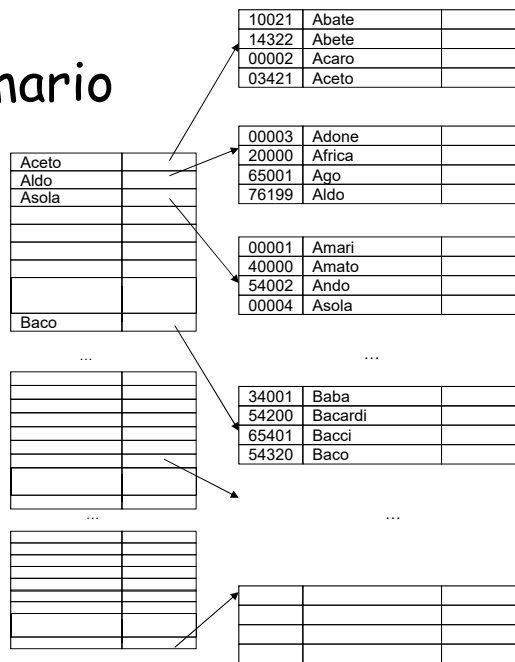 10021 Abate
14322 Abete
00002 Acaro
03421 Aceto
00003 Adone
20000 Africa
65001 Ago
76199 Aldo
Aceto
Aldo
Asola
00001 Amari
40000 Amato
54002 Ando
00004 Asola
Baco
...
...
34001 Baba
54200 Bacardi
65401 Bacci
54320 Baco
...
...